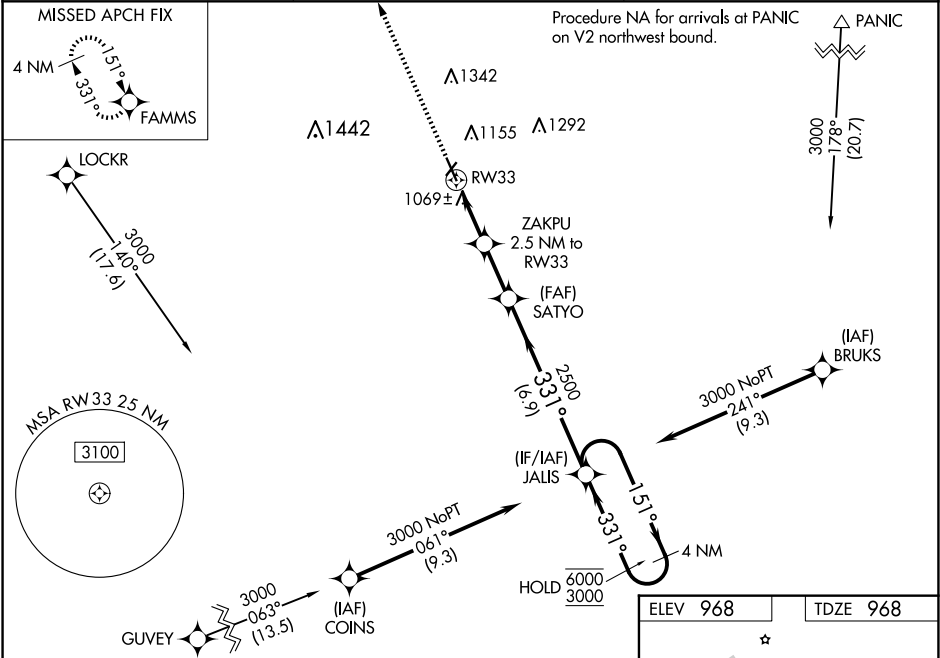 MISSED APCH FIX
4 NM
151°
331°
FAMMS
Procedure NA for arrivals at PANIC
on V2 northwest bound.
PANIC
3000
178°
(20.7)
1342
1442
1155
1292
LOCKR
3000
140°
(17.6)
RW33
1069±
ZAKPU
2.5 NM to
RW33
(FAF)
SATYO
2500
331°
(6.9)
(IAF)
BRUKS
3000 NoPT
241°
(9.3)
MSA RW33 25 NM
3100
(IF/IAF)
JALIS
151°
331°
4 NM
HOLD
6000
3000
3000 NoPT
061°
(9.3)
(IAF)
COINS
3000
063°
(13.5)
GUVEY
ELEV 968
TDZE 968